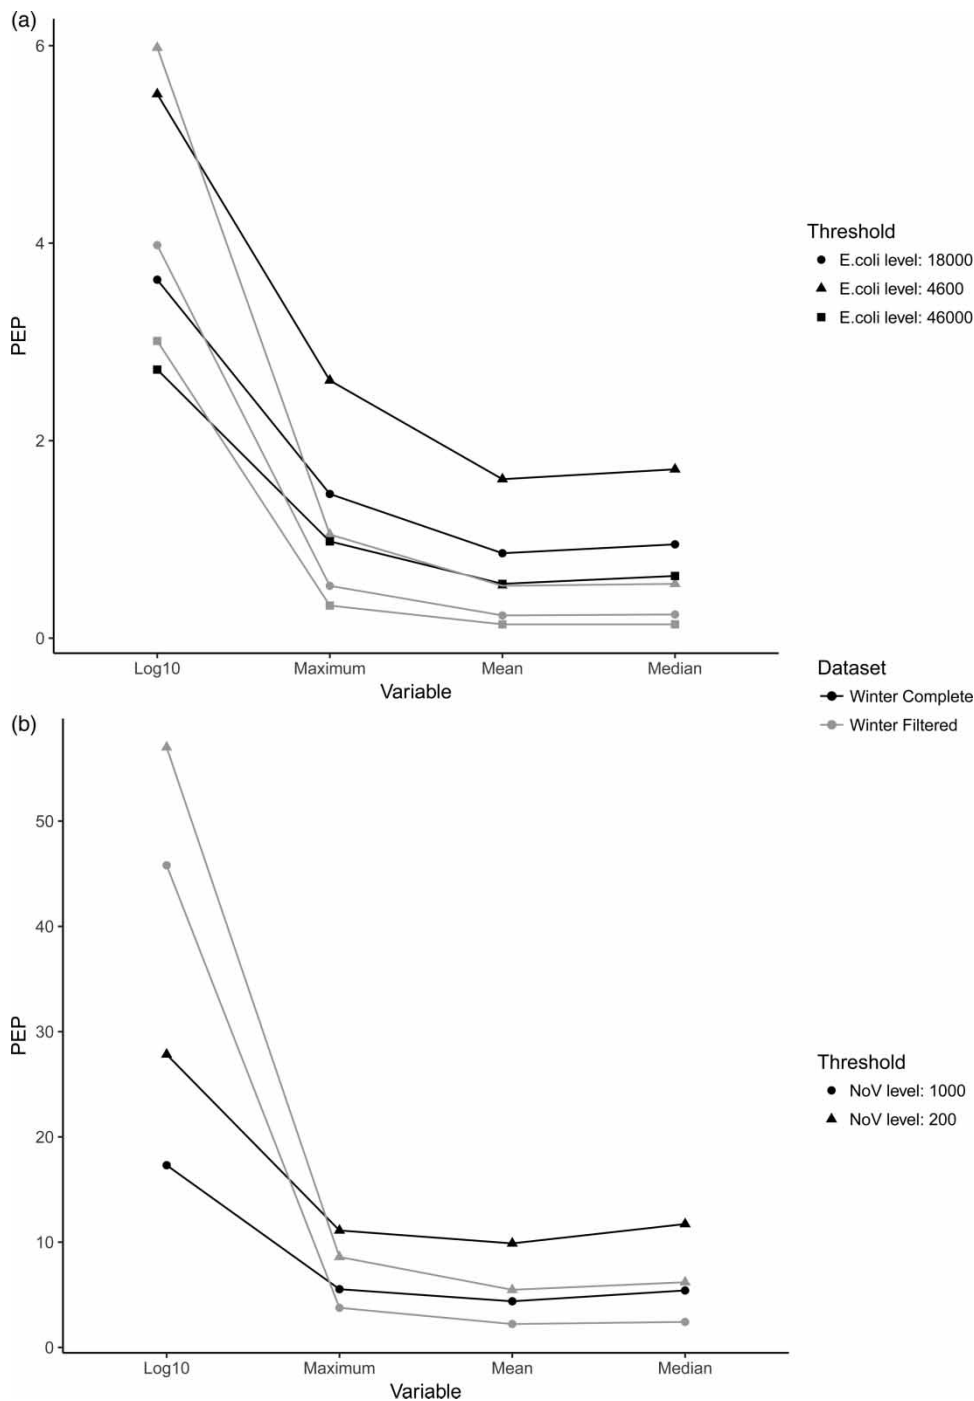 (a)
6
4
2
0
PEP
Log10 Maximum Mean Median
Variable
Threshold
E.coli level: 18000
E.coli level: 4600
E.coli level: 46000
Dataset
Winter Complete
Winter Filtered
(b)
50
40
30
20
10
0
PEP
Log10 Maximum Mean Median
Variable
Threshold
NoV level: 1000
NoV level: 200